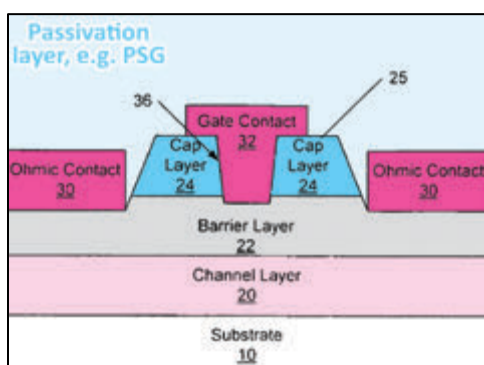 Passivation
layer, e.g. PSG
25
36
Gate Contact
32
Cap
Layer
24
Cap
Layer
24
Ohmic Contact
30
Ohmic Contact
30
Barrier Layer
22
Channel Layer
20
Substrate
10